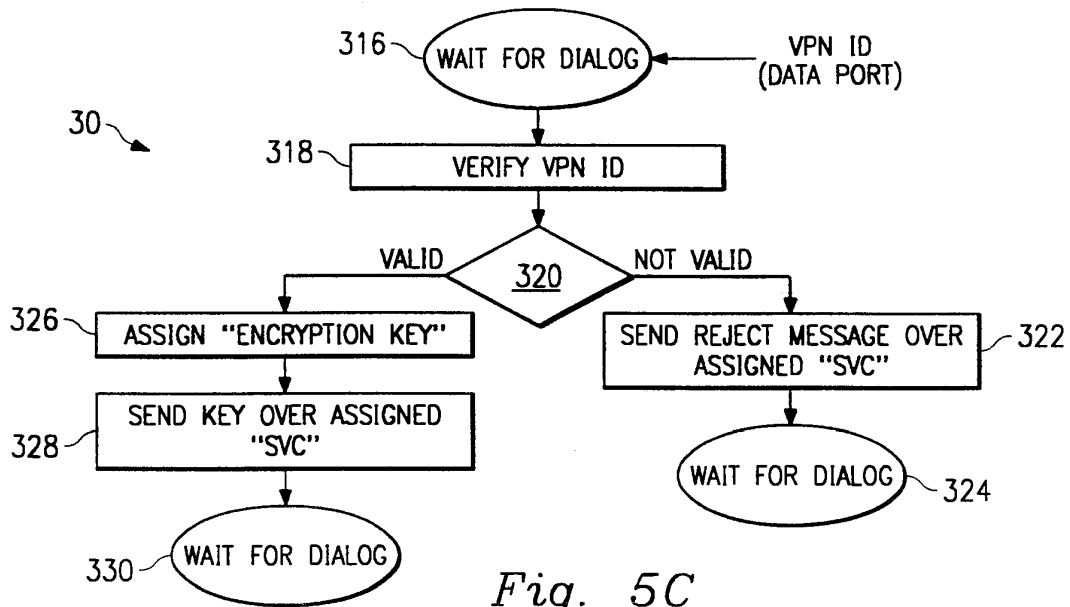 316
WAIT FOR DIALOG
VPN ID
(DATA PORT)
30
318
VERIFY VPN ID
VALID
320
NOT VALID
326
ASSIGN "ENCRYPTION KEY"
SEND REJECT MESSAGE OVER
ASSIGNED "SVC"
322
328
SEND KEY OVER ASSIGNED
"SVC"
WAIT FOR DIALOG
324
330
WAIT FOR DIALOG
Fig. 5C